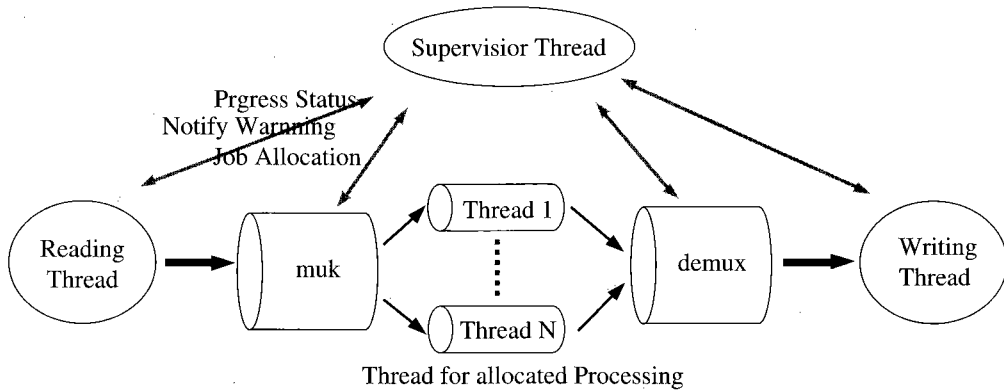 Supervisior Thread
Prgress Status
Notify Warnning
Job Allocation
Reading
Thread
muk
Thread 1
Thread N
demux
Writing
Thread
Thread for allocated Processing